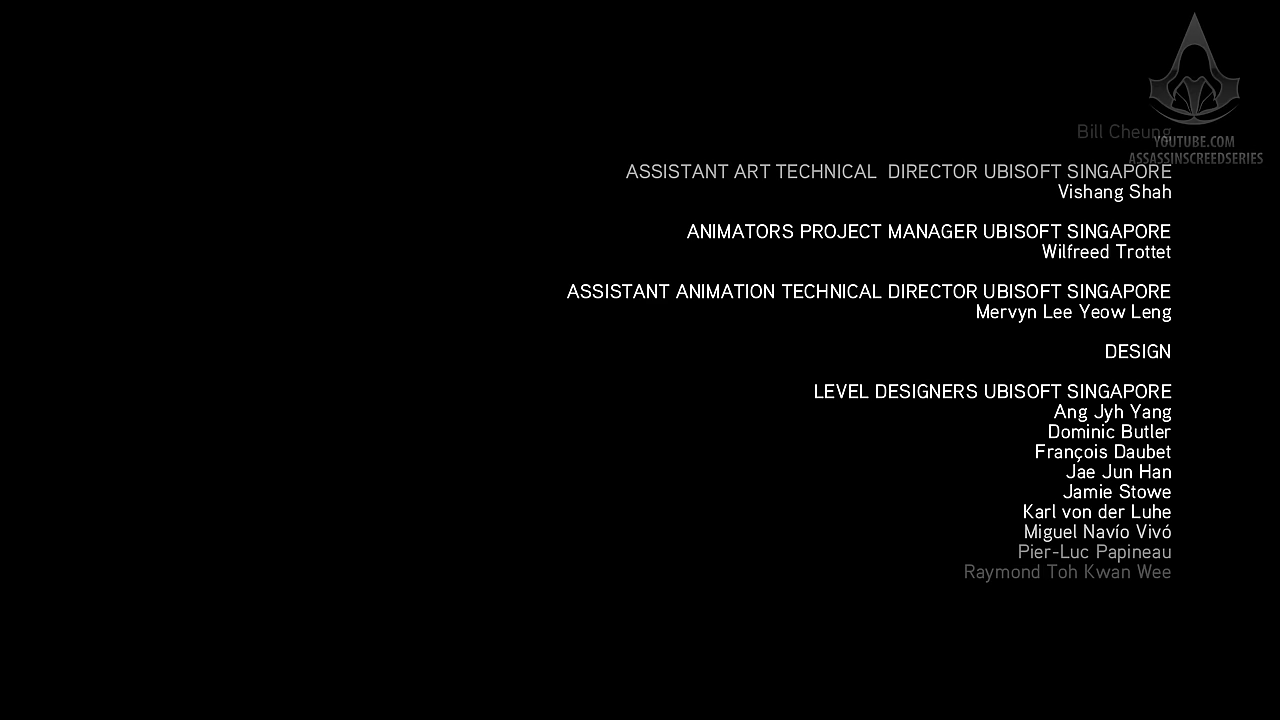 Bill Cheung
YOUTUBE.COM
ASSASSINSCREEDSERIES
ASSISTANT ART TECHNICAL  DIRECTOR UBISOFT SINGAPORE
Vishang Shah
ANIMATORS PROJECT MANAGER UBISOFT SINGAPORE
Wilfreed Trottet
ASSISTANT ANIMATION TECHNICAL DIRECTOR UBISOFT SINGAPORE
Mervyn Lee Yeow Leng
DESIGN
LEVEL DESIGNERS UBISOFT SINGAPORE
Ang Jyh Yang
Dominic Butler
François Daubet
Jae Jun Han
Jamie Stowe
Karl von der Luhe
Miguel Navío Vivó
Pier-Luc Papineau
Raymond Toh Kwan Wee